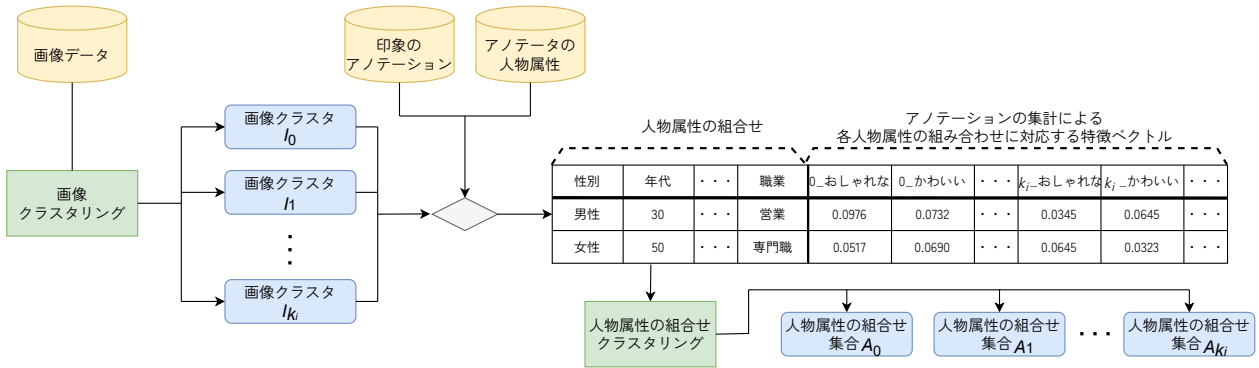 画像データ
印象の
アノテーション
アノテータの
人物属性
画像
クラスタリング
画像クラスタ
I0
画像クラスタ
I1
画像クラスタ
Iki
人物属性の組合せ
アノテーションの集計による
各人物属性の組み合わせに対応する特徴ベクトル
性別 年代 ・・・ 職業 0_おしゃれな 0_かわいい ・・・ ki_おしゃれな ki_かわいい ・・・
男性 30 ・・・ 営業 0.0976 0.0732 ・・・ 0.0345 0.0645 ・・・
女性 50 ・・・ 専門職 0.0517 0.0690 ・・・ 0.0645 0.0323 ・・・
人物属性の組合せ
クラスタリング
人物属性の組合せ
集合A0
人物属性の組合せ
集合A1
・・・
人物属性の組合せ
集合Aki